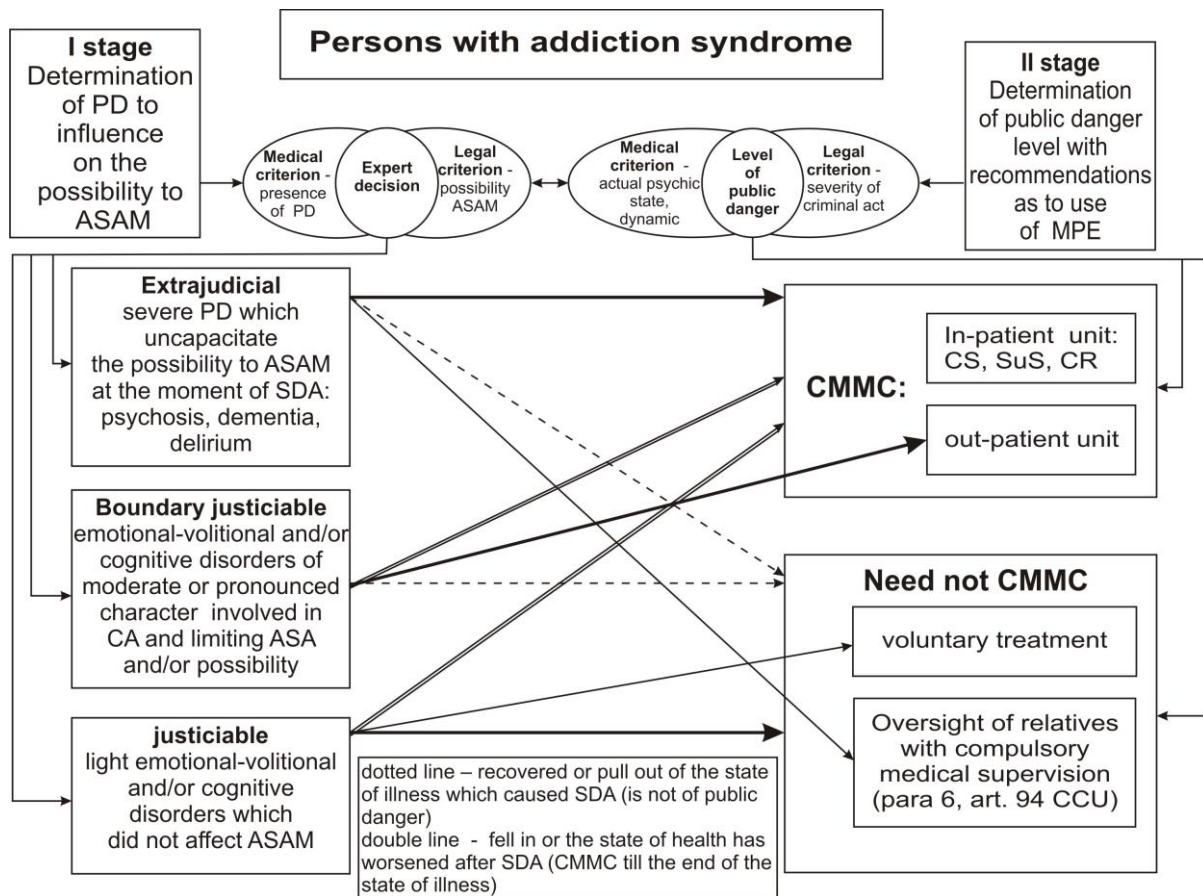 Persons with addiction syndrome
I stage
Determination
of PD to
influence
on the
possibility to
ASAM
Medical
criterion -
presence
of PD
Expert
decision
Legal
criterion -
possibility
ASAM
Medical
criterion -
actual psychic
state,
dynamic
Level
of
public
danger
Legal
criterion -
severity of
criminal act
II stage
Determination
of public danger
level with
recommendations
as to use
of MPE
Extrajudicial
severe PD which
uncapacitate
the possibility to ASAM
at the moment of SDA:
psychosis, dementia,
delirium
Boundary justiciable
emotional-volitional and/or
cognitive disorders of
moderate or pronounced
character involved in
CA and limiting ASA
and/or possibility
justiciable
light emotional-volitional
and/or cognitive
disorders which
did not affect ASAM
CMMC:
In-patient unit:
CS, SuS, CR
out-patient unit
Need not CMMC
voluntary treatment
Oversight of relatives
with compulsory
medical supervision
(para 6, art. 94 CCU)
dotted line – recovered or pull out of the state
of illness which caused SDA (is not of public
danger)
double line - fell in or the state of health has
worsened after SDA (CMMC till the end of the
state of illness)